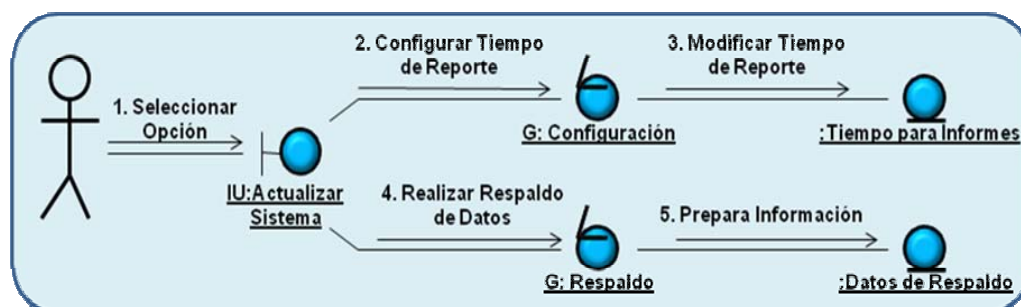 1. Seleccionar
Opción
IU:Actualizar
Sistema
2. Configurar Tiempo
de Reporte
G: Configuración
3. Modificar Tiempo
de Reporte
:Tiempo para Informes
4. Realizar Respaldo
de Datos
G: Respaldo
5. Prepara Información
:Datos de Respaldo